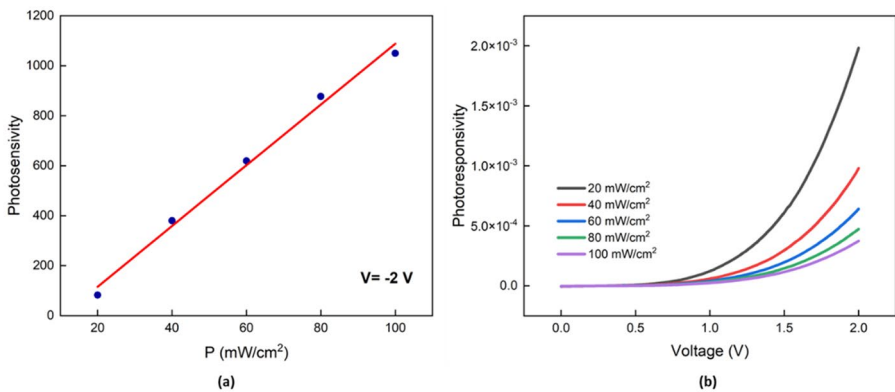 1200
1000
800
600
400
200
0
20
40
60
80
100
Photosensivity
P (mW/cm²)
V= -2 V
(a)
2.0×10⁻³
1.5×10⁻³
1.0×10⁻³
5.0×10⁻⁴
0.0
0.0
0.5
1.0
1.5
2.0
Photoresponsivity
Voltage (V)
20 mW/cm²
40 mW/cm²
60 mW/cm²
80 mW/cm²
100 mW/cm²
(b)